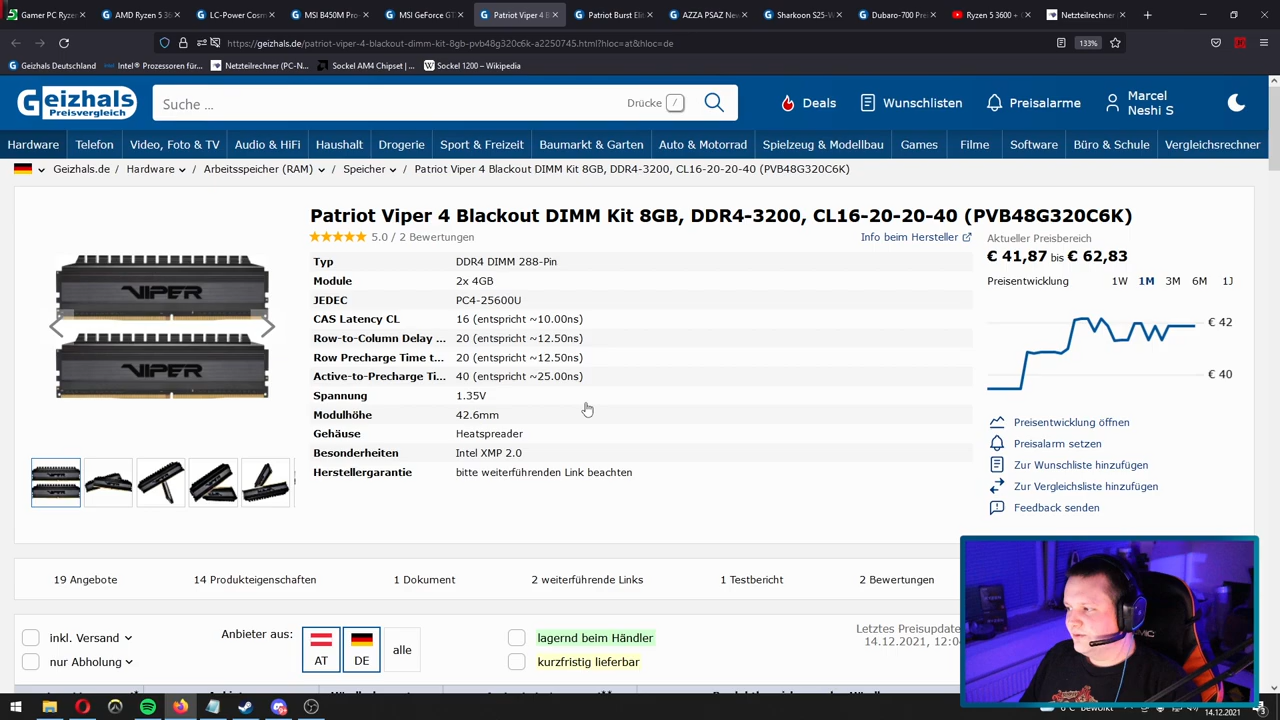 Gamer PC Ryzer
AMD Ryzen 5 36
LC-Power Cosm
MSI B450M Pro-
MSI GeForce GT
Patriot Viper 4 B
Patriot Burst Elit
AZZA PSAZ New
Sharkoon S25-W
Dubaro-700 Pre
Ryzen 5 3600 +
Netzteilrechner
https://geizhals.de/patriot-viper-4-blackout-dimm-kit-8gb-pvb48g320c6k-a2250745.html?hloc=at&hloc=de
133%
Geizhals Deutschland
Intel® Prozessoren für...
Netzteilrechner (PC-N...
Sockel AM4 Chipset | ...
Sockel 1200 – Wikipedia
Geizhals
Preisvergleich
Suche ...
Drücke /
Deals
Wunschlisten
Preisalarme
Marcel
Neshi S
Hardware
Telefon
Video, Foto & TV
Audio & HiFi
Haushalt
Drogerie
Sport & Freizeit
Baumarkt & Garten
Auto & Motorrad
Spielzeug & Modellbau
Games
Filme
Software
Büro & Schule
Vergleichsrechner
Geizhals.de / Hardware / Arbeitsspeicher (RAM) / Speicher / Patriot Viper 4 Blackout DIMM Kit 8GB, DDR4-3200, CL16-20-20-40 (PVB48G320C6K)
Patriot Viper 4 Blackout DIMM Kit 8GB, DDR4-3200, CL16-20-20-40 (PVB48G320C6K)
5.0 / 2 Bewertungen
Info beim Hersteller
VIPER
VIPER
Typ DDR4 DIMM 288-Pin
Module 2x 4GB
JEDEC PC4-25600U
CAS Latency CL 16 (entspricht ~10.00ns)
Row-to-Column Delay ... 20 (entspricht ~12.50ns)
Row Precharge Time t... 20 (entspricht ~12.50ns)
Active-to-Precharge Ti... 40 (entspricht ~25.00ns)
Spannung 1.35V
Modulhöhe 42.6mm
Gehäuse Heatspreader
Besonderheiten Intel XMP 2.0
Herstellergarantie bitte weiterführenden Link beachten
Aktueller Preisbereich
€ 41,87 bis € 62,83
Preisentwicklung 1W 1M 3M 6M 1J
€ 42
€ 40
Preisentwicklung öffnen
Preisalarm setzen
Zur Wunschliste hinzufügen
Zur Vergleichsliste hinzufügen
Feedback senden
19 Angebote
14 Produkteigenschaften
1 Dokument
2 weiterführende Links
1 Testbericht
2 Bewertungen
inkl. Versand
nur Abholung
Anbieter aus:
AT
DE
alle
lagernd beim Händler
kurzfristig lieferbar
Letztes Preisupdate
14.12.2021, 12:0
14.12.2021